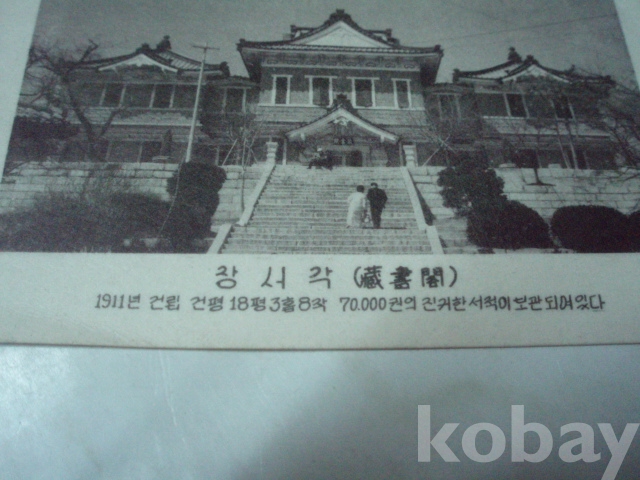 장서각 (藏書閣)
1911년 건립 건평 18평 3홉 8작 70.000권의 진귀한 서적이 보관되어있다
kobay